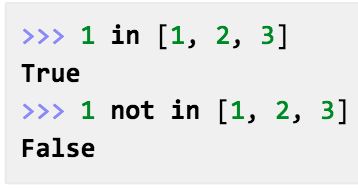 >>> 1 in [1, 2, 3]
True
>>> 1 not in [1, 2, 3]
False